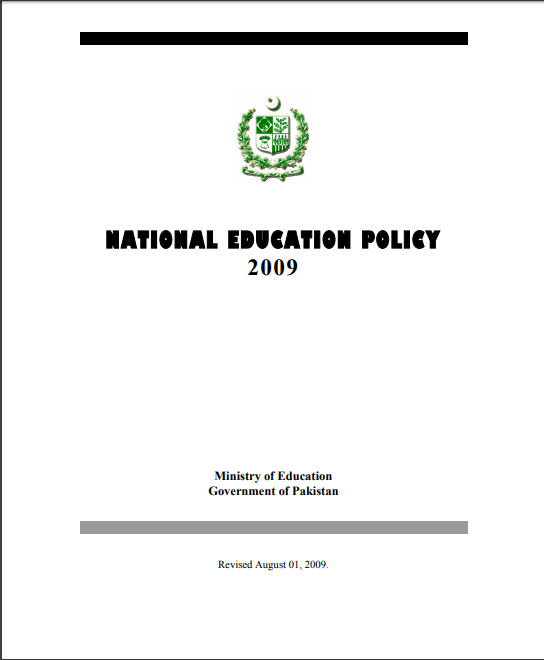 NATIONAL EDUCATION POLICY
2009
Ministry of Education
Government of Pakistan
Revised August 01, 2009.